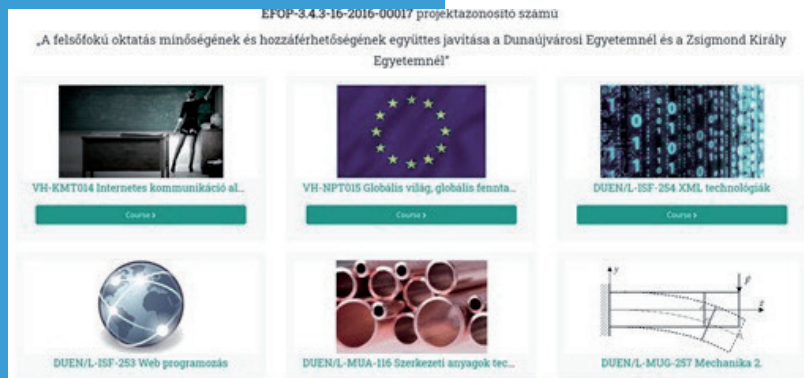 EFOP-3.4.3-16-2016-00017 projektazonosító számú
„A felsőfokú oktatás minőségének és hozzáférhetőségének együttes javítása a Dunaújvárosi Egyetemnél és a Zsigmond Király
Egyetemnél”
VH-KMT014 Internetes kommunikáció al...
VH-NPT015 Globális világ, globális fennta...
DUEN/L-ISF-254 XML technológiák
Course ›
Course ›
Course ›
y
F
z
DUEN/L-ISF-253 Web programozás
DUEN/L-MUA-116 Szerkezeti anyagok tec...
DUEN/L-MUG-257 Mechanika 2.